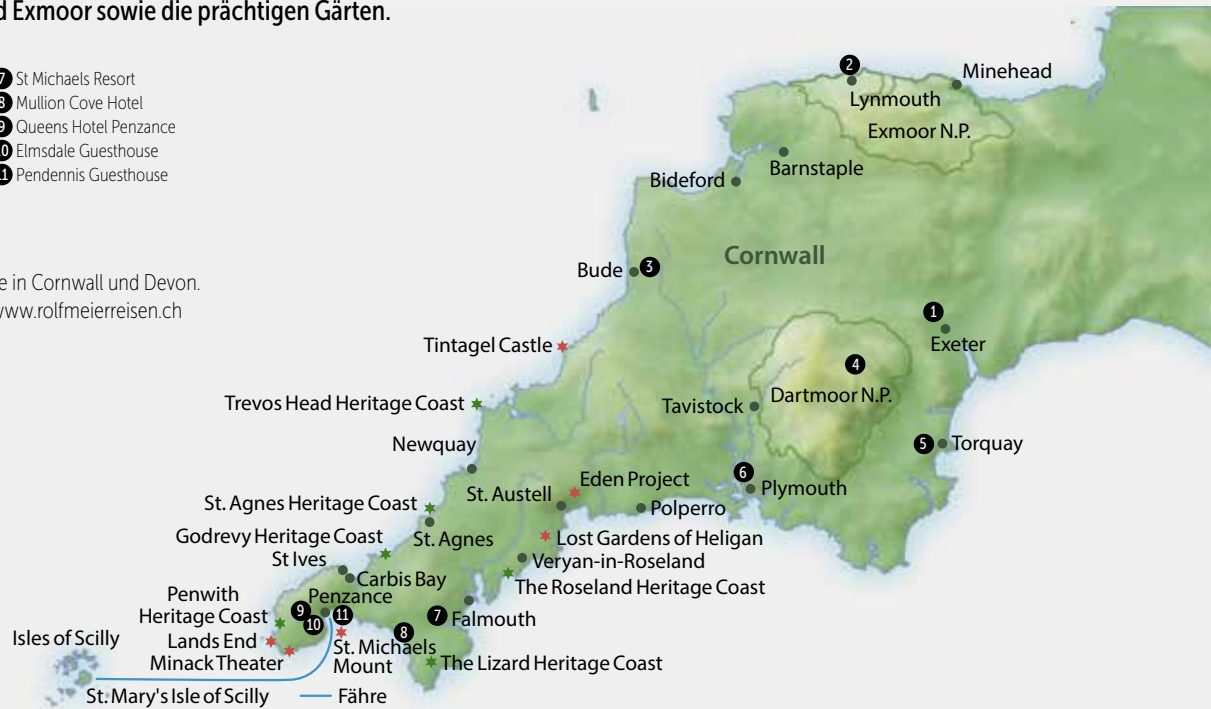 d Exmoor sowie die prächtigen Gärten.
7 St Michaels Resort
8 Mullion Cove Hotel
9 Queens Hotel Penzance
10 Elmsdale Guesthouse
11 Pendennis Guesthouse
e in Cornwall und Devon.
www.rolfmeierreisen.ch
2
Minehead
Lynmouth
Exmoor N.P.
Barnstaple
Bideford
Cornwall
Bude 3
1
Exeter
Tintagel Castle
4
Dartmoor N.P.
Trevos Head Heritage Coast
Tavistock
Newquay
5 Torquay
6
Plymouth
Eden Project
St. Austell
Polperro
St. Agnes Heritage Coast
St. Agnes
Lost Gardens of Heligan
Godrevy Heritage Coast
St Ives
Veryan-in-Roseland
Carbis Bay
The Roseland Heritage Coast
Penwith
Heritage Coast
Penzance
9
10
11
7 Falmouth
8
Isles of Scilly
Lands End
Minack Theater
St. Michaels
Mount
The Lizard Heritage Coast
St. Mary's Isle of Scilly
Fähre